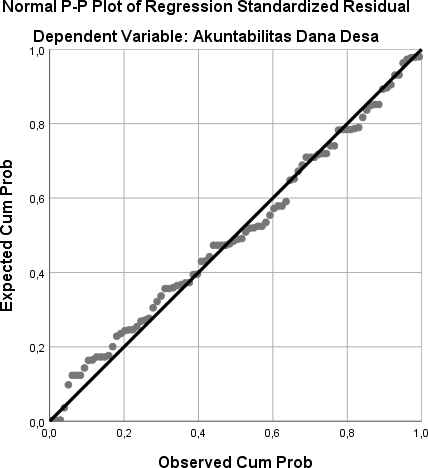 Normal P-P Plot of Regression Standardized Residual
Dependent Variable: Akuntabilitas Dana Desa
1,0
0,8
0,6
0,4
0,2
0,0
Expected Cum Prob
0,0 0,2 0,4 0,6 0,8 1,0
Observed Cum Prob